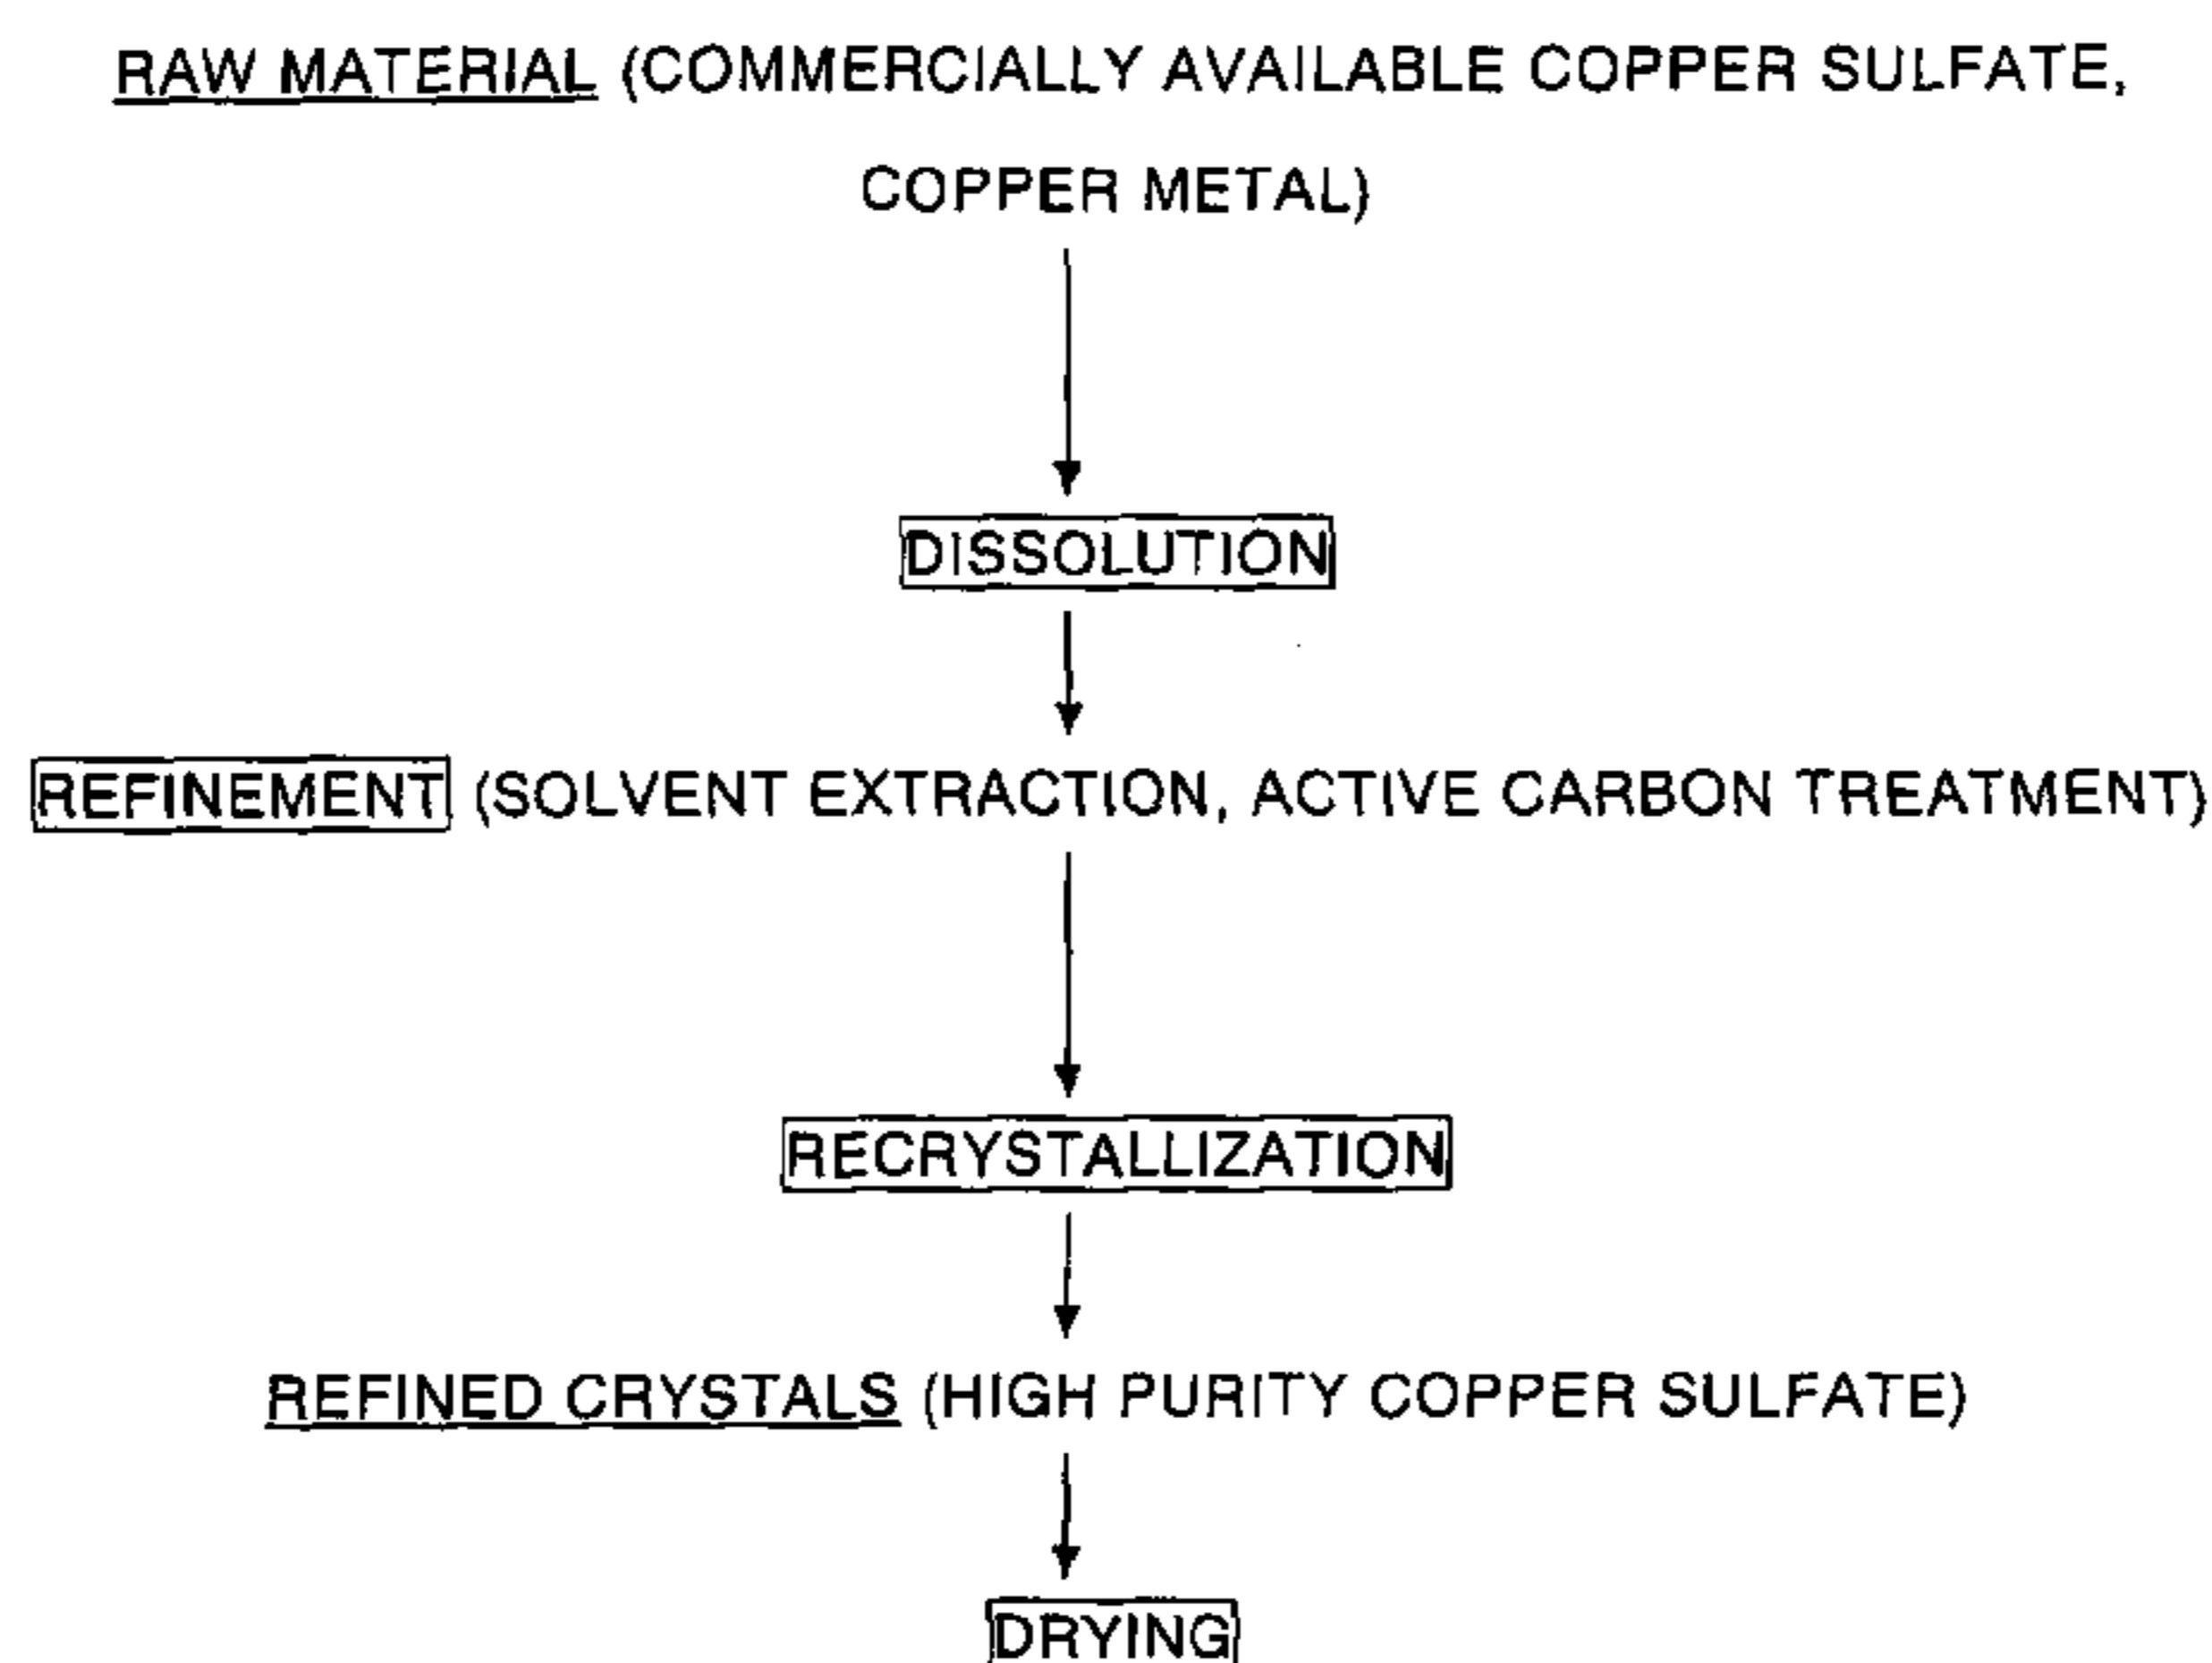 RAW MATERIAL (COMMERCIALLY AVAILABLE COPPER SULFATE,
COPPER METAL)
DISSOLUTION
REFINEMENT (SOLVENT EXTRACTION, ACTIVE CARBON TREATMENT)
RECRYSTALLIZATION
REFINED CRYSTALS (HIGH PURITY COPPER SULFATE)
DRYING